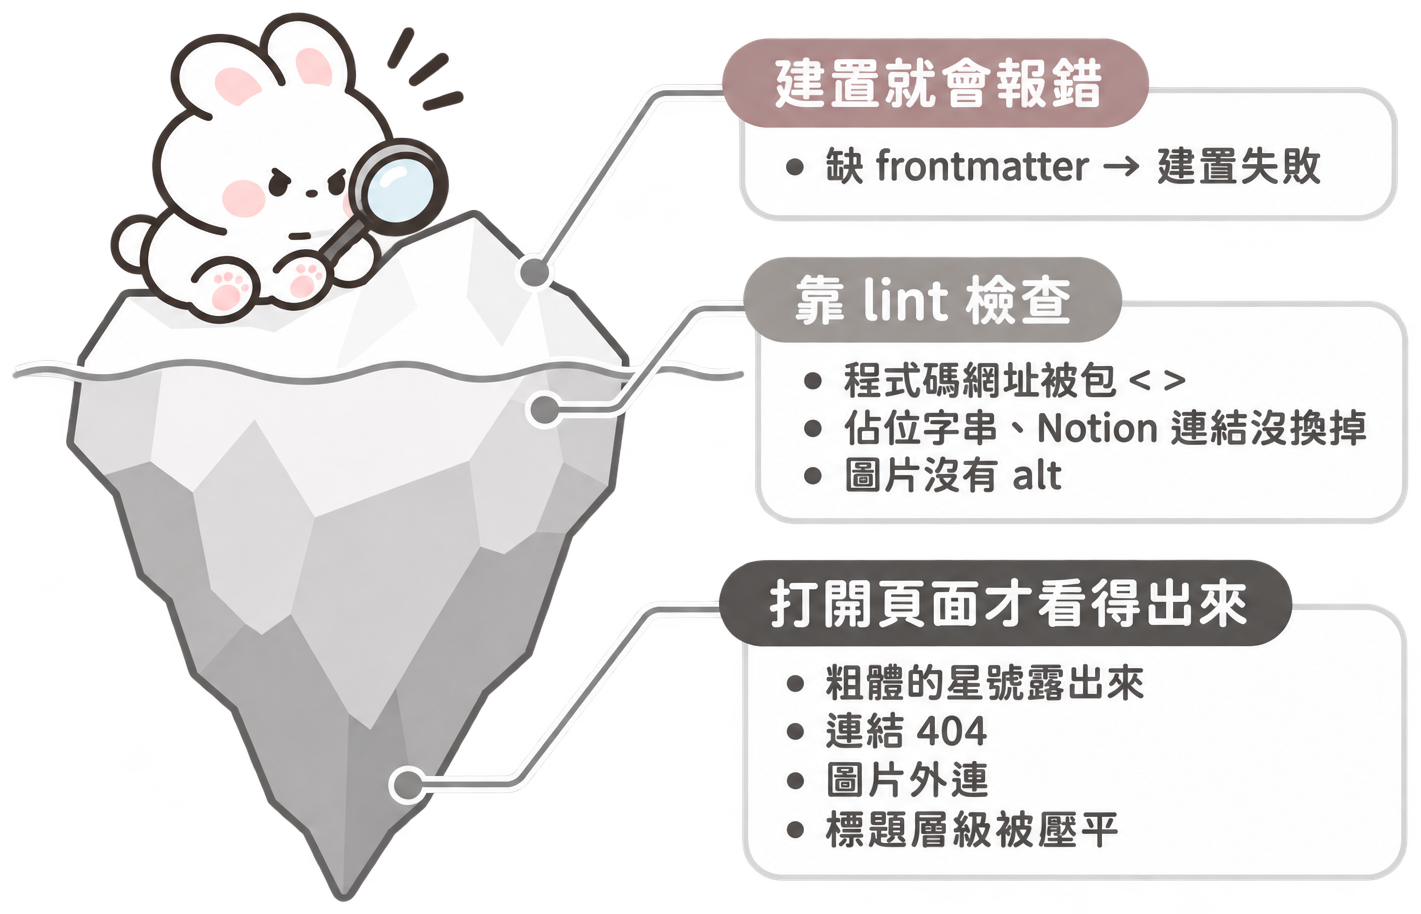 建置就會報錯
• 缺 frontmatter → 建置失敗
靠 lint 檢查
• 程式碼網址被包 < >
• 佔位字串、Notion 連結沒換掉
• 圖片沒有 alt
打開頁面才看得出來
• 粗體的星號露出來
• 連結 404
• 圖片外連
• 標題層級被壓平